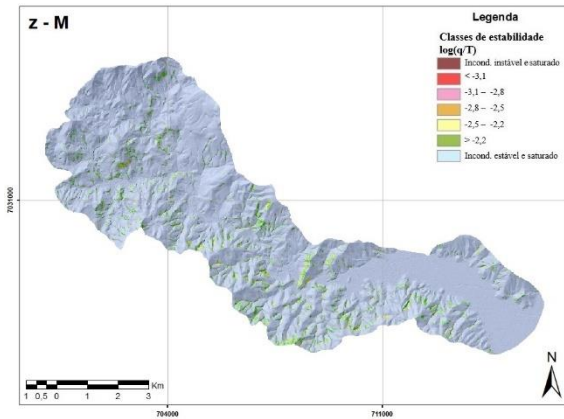 z - M
Legenda
Classes de estabilidade
log(q/T)
Incond. instável e saturado
< -3,1
-3,1 – -2,8
-2,8 – -2,5
-2,5 – -2,2
> -2,2
Incond. estável e saturado
7031000
N
Km
1 0,5 0 1 2 3
704000
711000